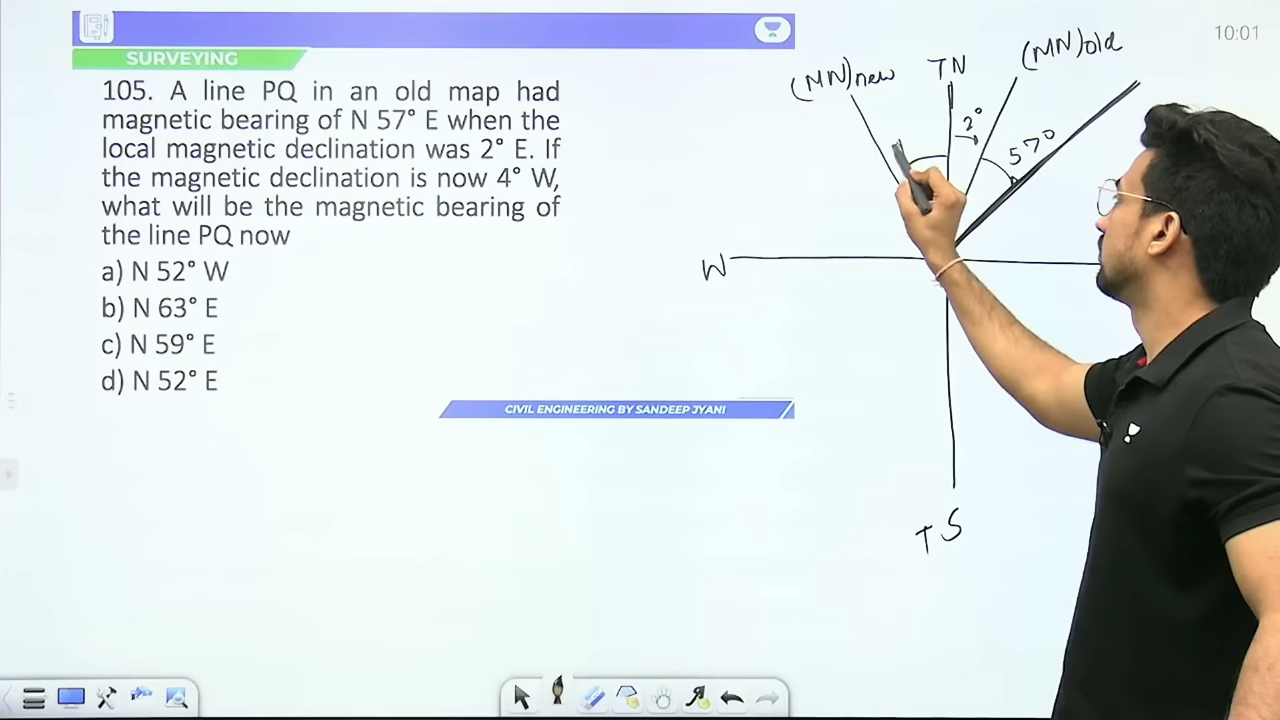 SURVEYING
105. A line PQ in an old map had
magnetic bearing of N 57° E when the
local magnetic declination was 2° E. If
the magnetic declination is now 4° W,
what will be the magnetic bearing of
the line PQ now
a) N 52° W
b) N 63° E
c) N 59° E
d) N 52° E
CIVIL ENGINEERING BY SANDEEP JYANI
10:01
(MN)new
TN
(MN)old
2°
57°
W
TS